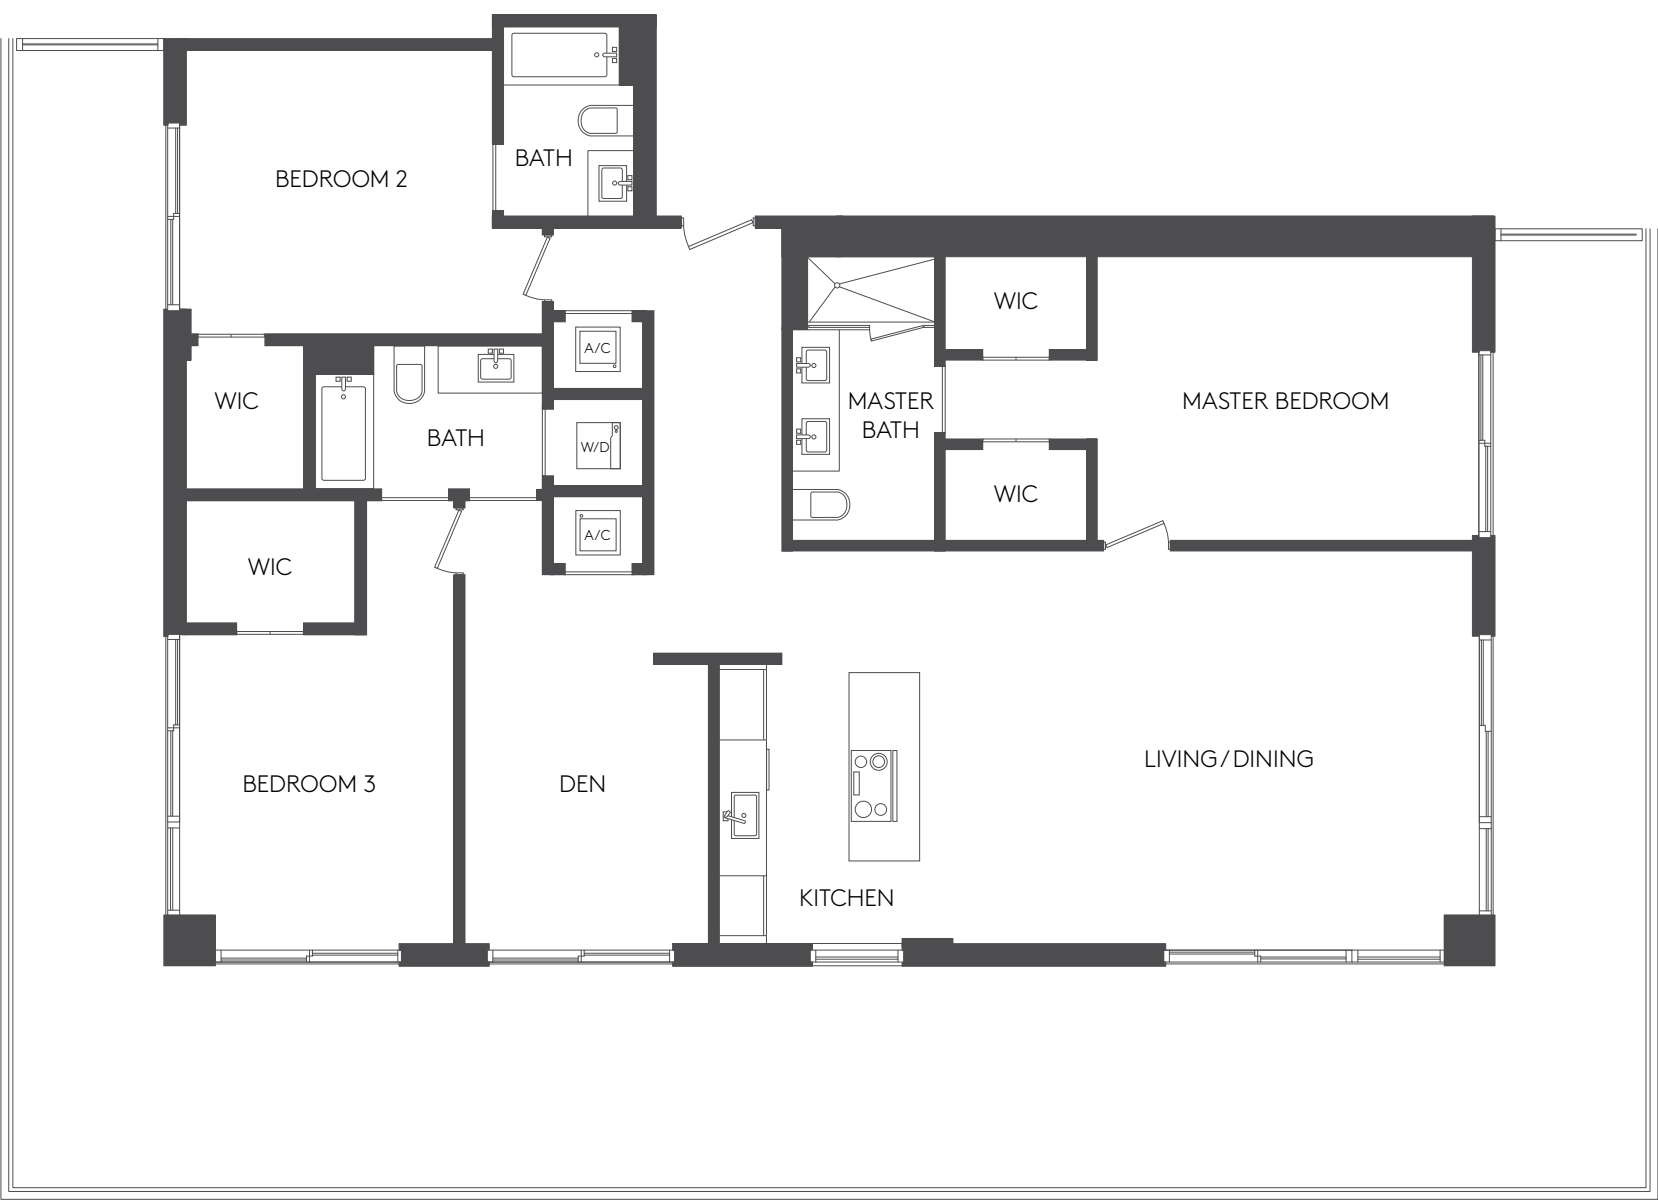 BATH
BEDROOM 2
WIC
A/C
WIC
MASTER
BATH
MASTER BEDROOM
BATH
W/D
WIC
A/C
WIC
LIVING/DINING
BEDROOM 3
DEN
KITCHEN